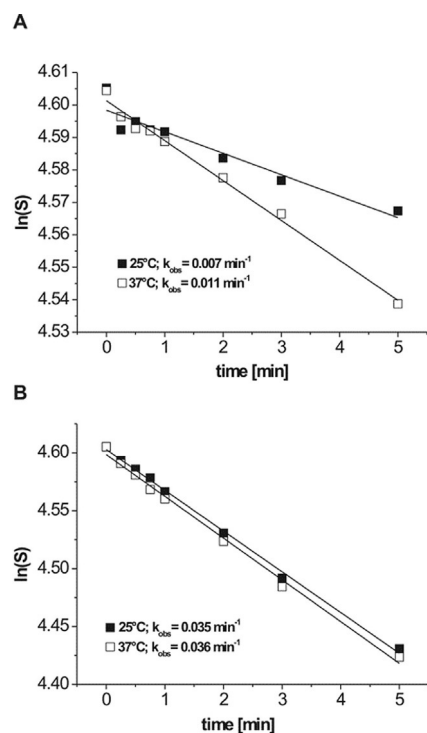 A
4.61
4.60
4.59
4.58
4.57
4.56
4.55
4.54
4.53
ln(S)
25°C; kobs = 0.007 min-1
37°C; kobs = 0.011 min-1
0 1 2 3 4 5
time [min]
B
4.60
4.55
4.50
4.45
4.40
ln(S)
25°C; kobs = 0.035 min-1
37°C; kobs = 0.036 min-1
0 1 2 3 4 5
time [min]